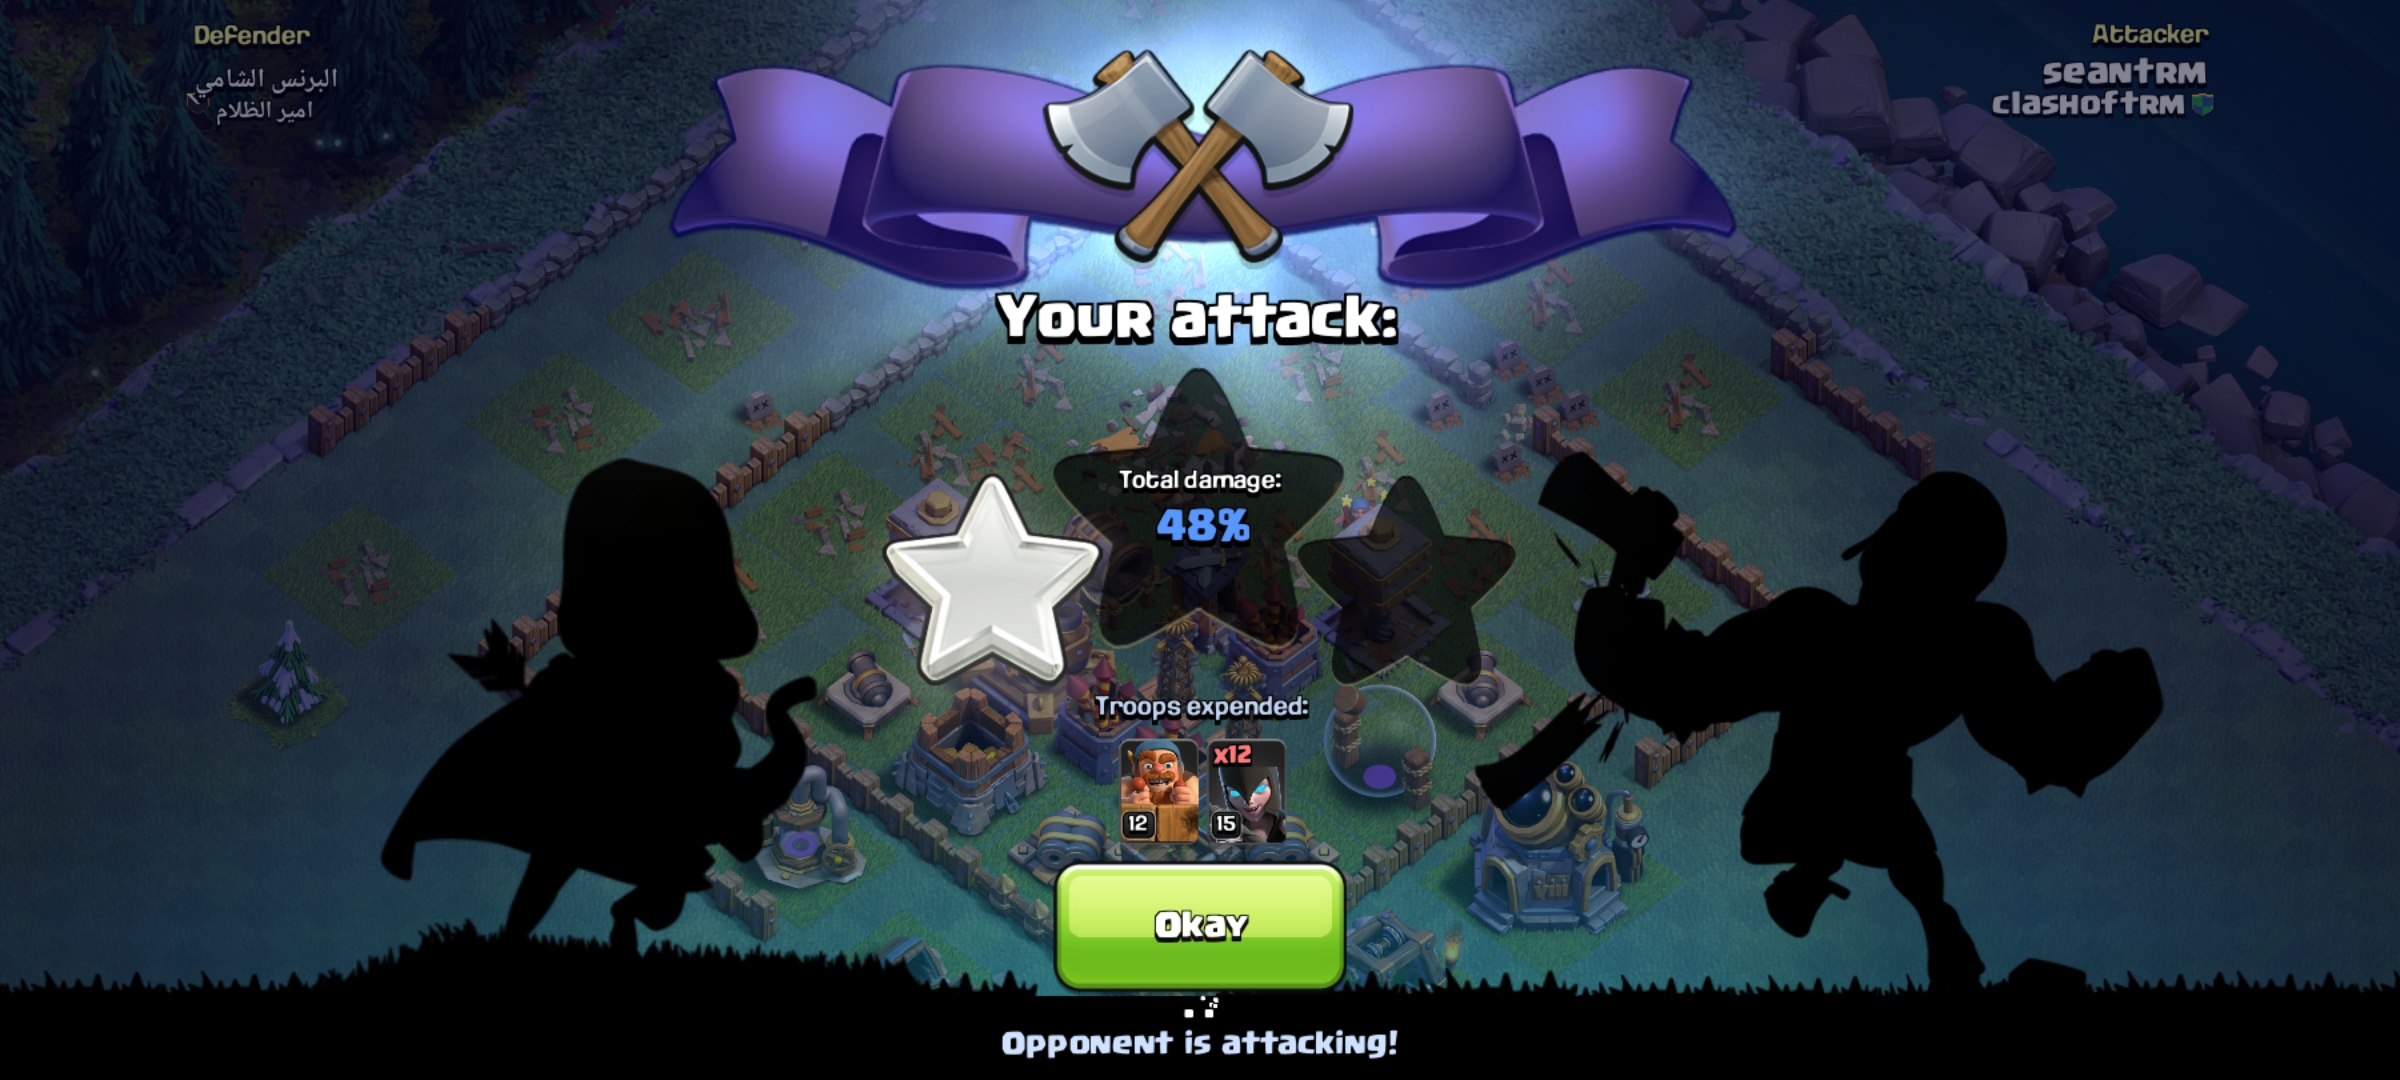 Defender
البرنس الشامي
امير الظلام
Attacker
seantRM
clashoftRM
Your attack:
Total damage:
48%
Troops expended:
x12
12
15
VIII
Okay
Opponent is attacking!